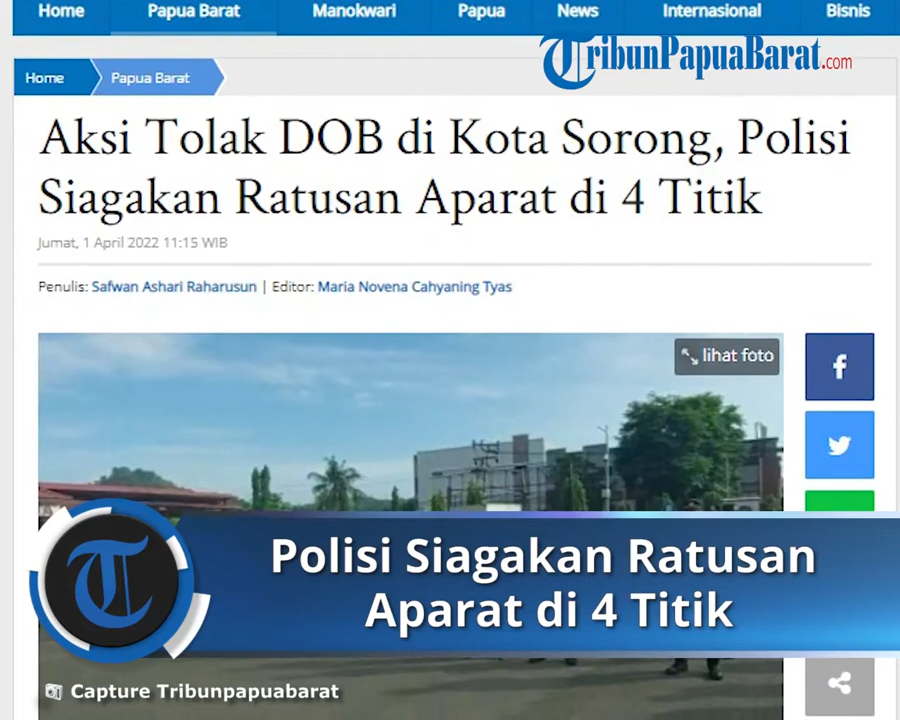 Home Papua Barat Manokwari Papua News Internasional Bisnis
TribunPapuaBarat.com
Home Papua Barat
Aksi Tolak DOB di Kota Sorong, Polisi
Siagakan Ratusan Aparat di 4 Titik
Jumat, 1 April 2022 11:15 WIB
Penulis: Safwan Ashari Raharusun | Editor: Maria Novena Cahyaning Tyas
lihat foto
f
T
Polisi Siagakan Ratusan
Aparat di 4 Titik
Capture Tribunpapuabarat